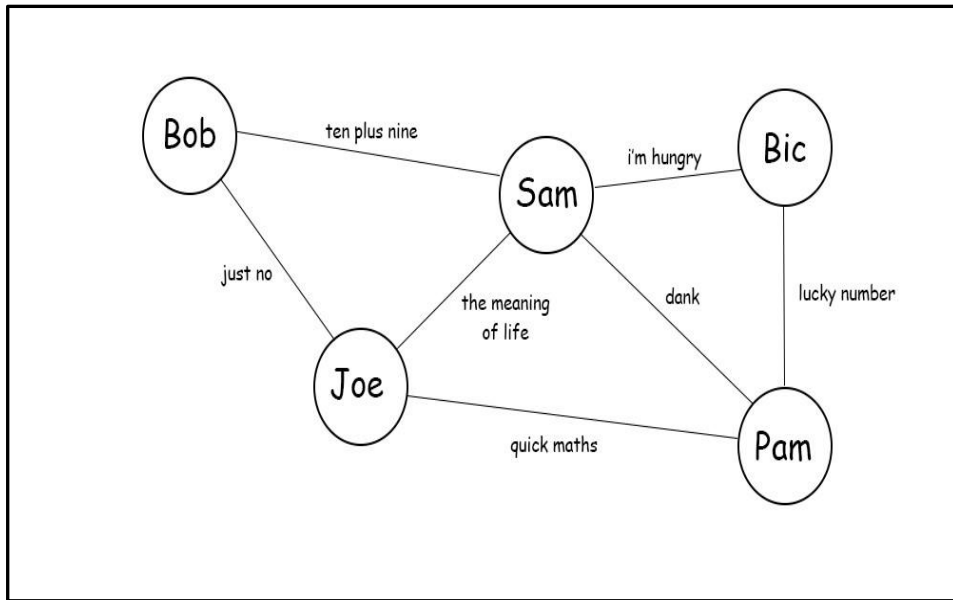 Bob
ten plus nine
Sam
i'm hungry
Bic
just no
the meaning
of life
dank
lucky number
Joe
quick maths
Pam